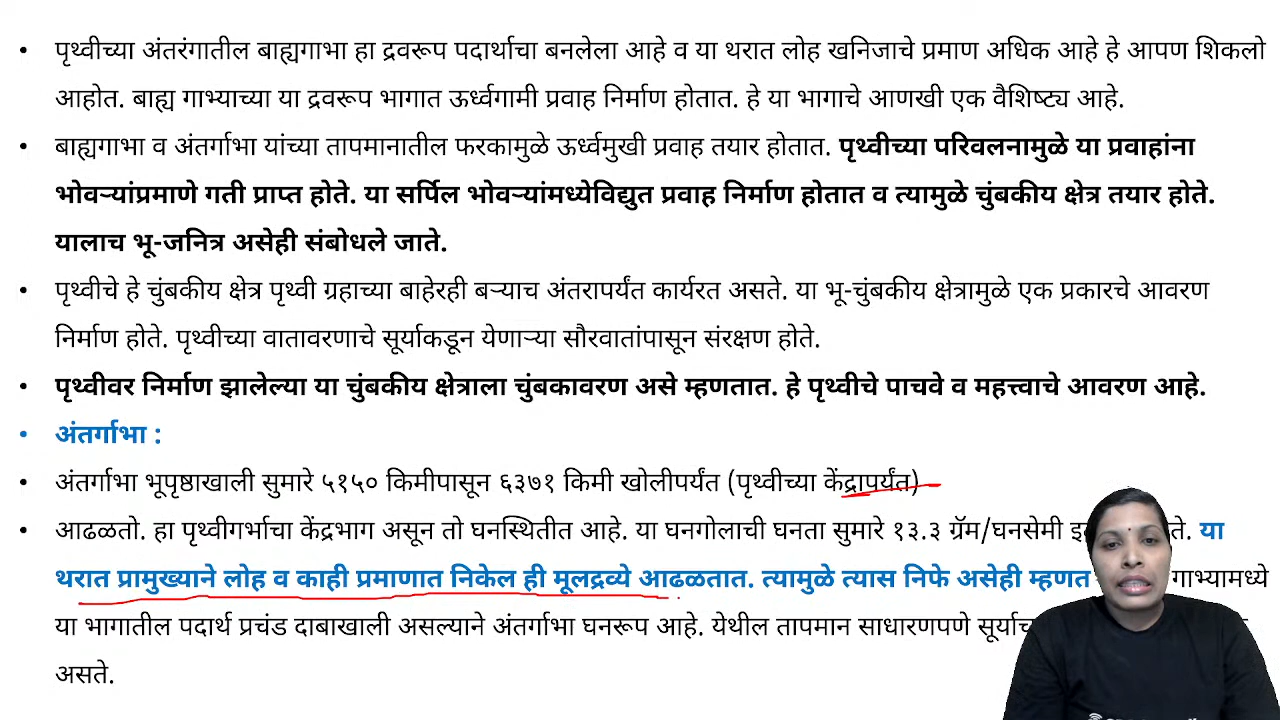 • पृथ्वीच्या अंतरंगातील बाह्यगाभा हा द्रवरूप पदार्थाचा बनलेला आहे व या थरात लोह खनिजाचे प्रमाण अधिक आहे हे आपण शिकलो
आहोत. बाह्य गाभ्याच्या या द्रवरूप भागात ऊर्ध्वगामी प्रवाह निर्माण होतात. हे या भागाचे आणखी एक वैशिष्ट्य आहे.
• बाह्यगाभा व अंतर्गाभा यांच्या तापमानातील फरकामुळे ऊर्ध्वमुखी प्रवाह तयार होतात. पृथ्वीच्या परिवलनामुळे या प्रवाहांना
भोवऱ्यांप्रमाणे गती प्राप्त होते. या सर्पिल भोवऱ्यांमध्येविद्युत प्रवाह निर्माण होतात व त्यामुळे चुंबकीय क्षेत्र तयार होते.
यालाच भू-जनित्र असेही संबोधले जाते.
• पृथ्वीचे हे चुंबकीय क्षेत्र पृथ्वी ग्रहाच्या बाहेरही बऱ्याच अंतरापर्यंत कार्यरत असते. या भू-चुंबकीय क्षेत्रामुळे एक प्रकारचे आवरण
निर्माण होते. पृथ्वीच्या वातावरणाचे सूर्याकडून येणाऱ्या सौरवातांपासून संरक्षण होते.
• पृथ्वीवर निर्माण झालेल्या या चुंबकीय क्षेत्राला चुंबकावरण असे म्हणतात. हे पृथ्वीचे पाचवे व महत्त्वाचे आवरण आहे.
• अंतर्गाभा :
• अंतर्गाभा भूपृष्ठाखाली सुमारे ५१५० किमीपासून ६३७१ किमी खोलीपर्यंत (पृथ्वीच्या केंद्रापर्यंत)
• आढळतो. हा पृथ्वीगर्भाचा केंद्रभाग असून तो घनस्थितीत आहे. या घनगोलाची घनता सुमारे १३.३ ग्रॅम/घनसेमी या
थरात प्रामुख्याने लोह व काही प्रमाणात निकेल ही मूलद्रव्ये आढळतात. त्यामुळे त्यास निफे असेही गाभ्यामध्ये
या भागातील पदार्थ प्रचंड दाबाखाली असल्याने अंतर्गाभा घनरूप आहे. येथील तापमान साधारणपणे
असते.